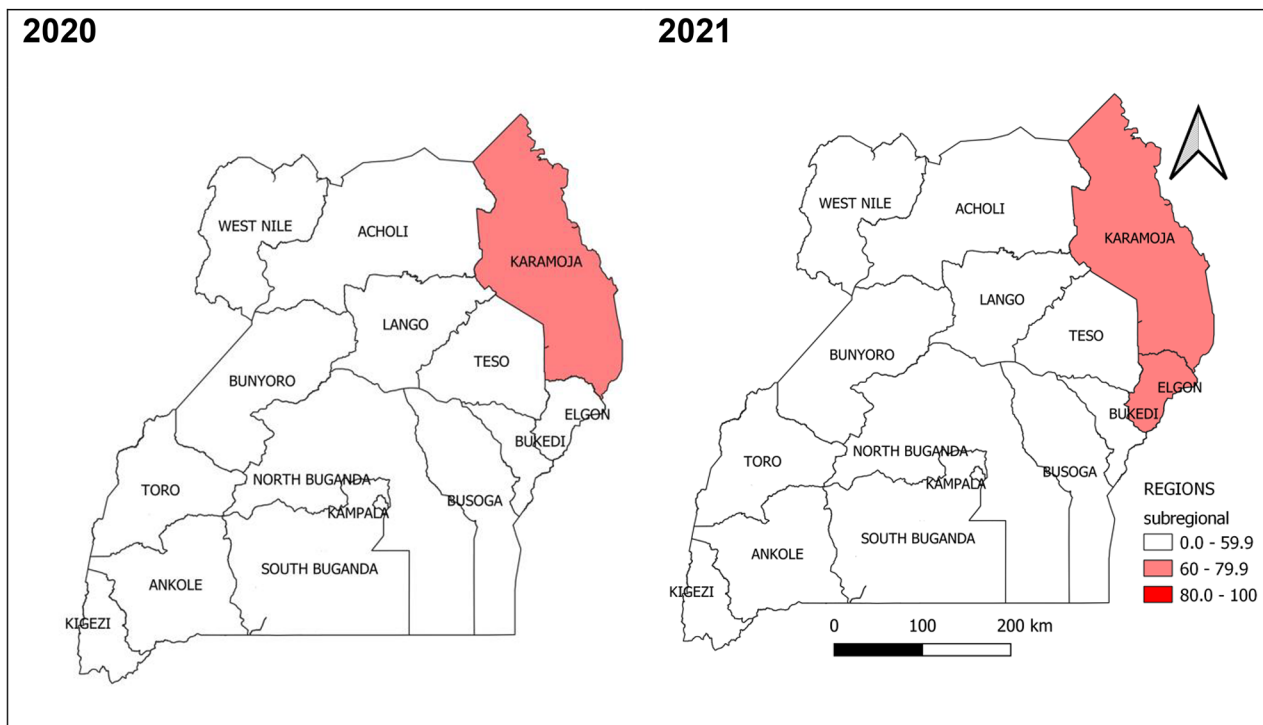 2020
WEST NILE
ACHOLI
KARAMOJA
LANGO
TESO
BUNYORO
ELGON
BUKEDI
NORTH BUGANDA
TORO
BUSOGA
KAMPALA
SOUTH BUGANDA
ANKOLE
KIGEZI
2021
WEST NILE
ACHOLI
KARAMOJA
LANGO
TESO
BUNYORO
ELGON
BUKEDI
NORTH BUGANDA
TORO
BUSOGA
KAMPALA
SOUTH BUGANDA
ANKOLE
KIGEZI
REGIONS
subregional
0.0 - 59.9
60 - 79.9
80.0 - 100
0 100 200 km